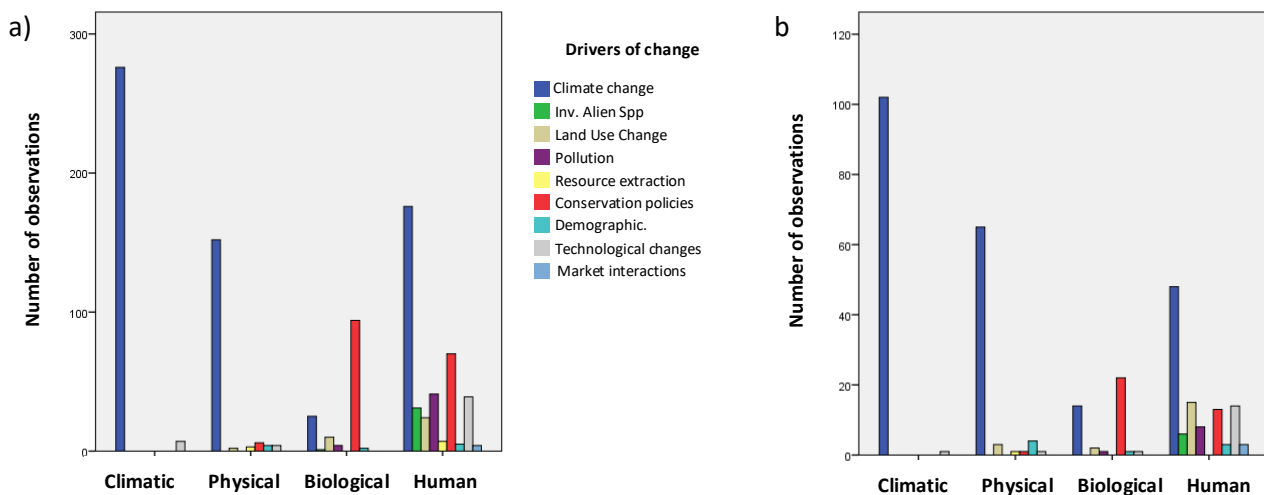 a)
Number of observations
300
200
100
0
Climatic Physical Biological Human
Drivers of change
Climate change
Inv. Alien Spp
Land Use Change
Pollution
Resource extraction
Conservation policies
Demographic.
Technological changes
Market interactions
b
Number of observations
120
100
80
60
40
20
0
Climatic Physical Biological Human